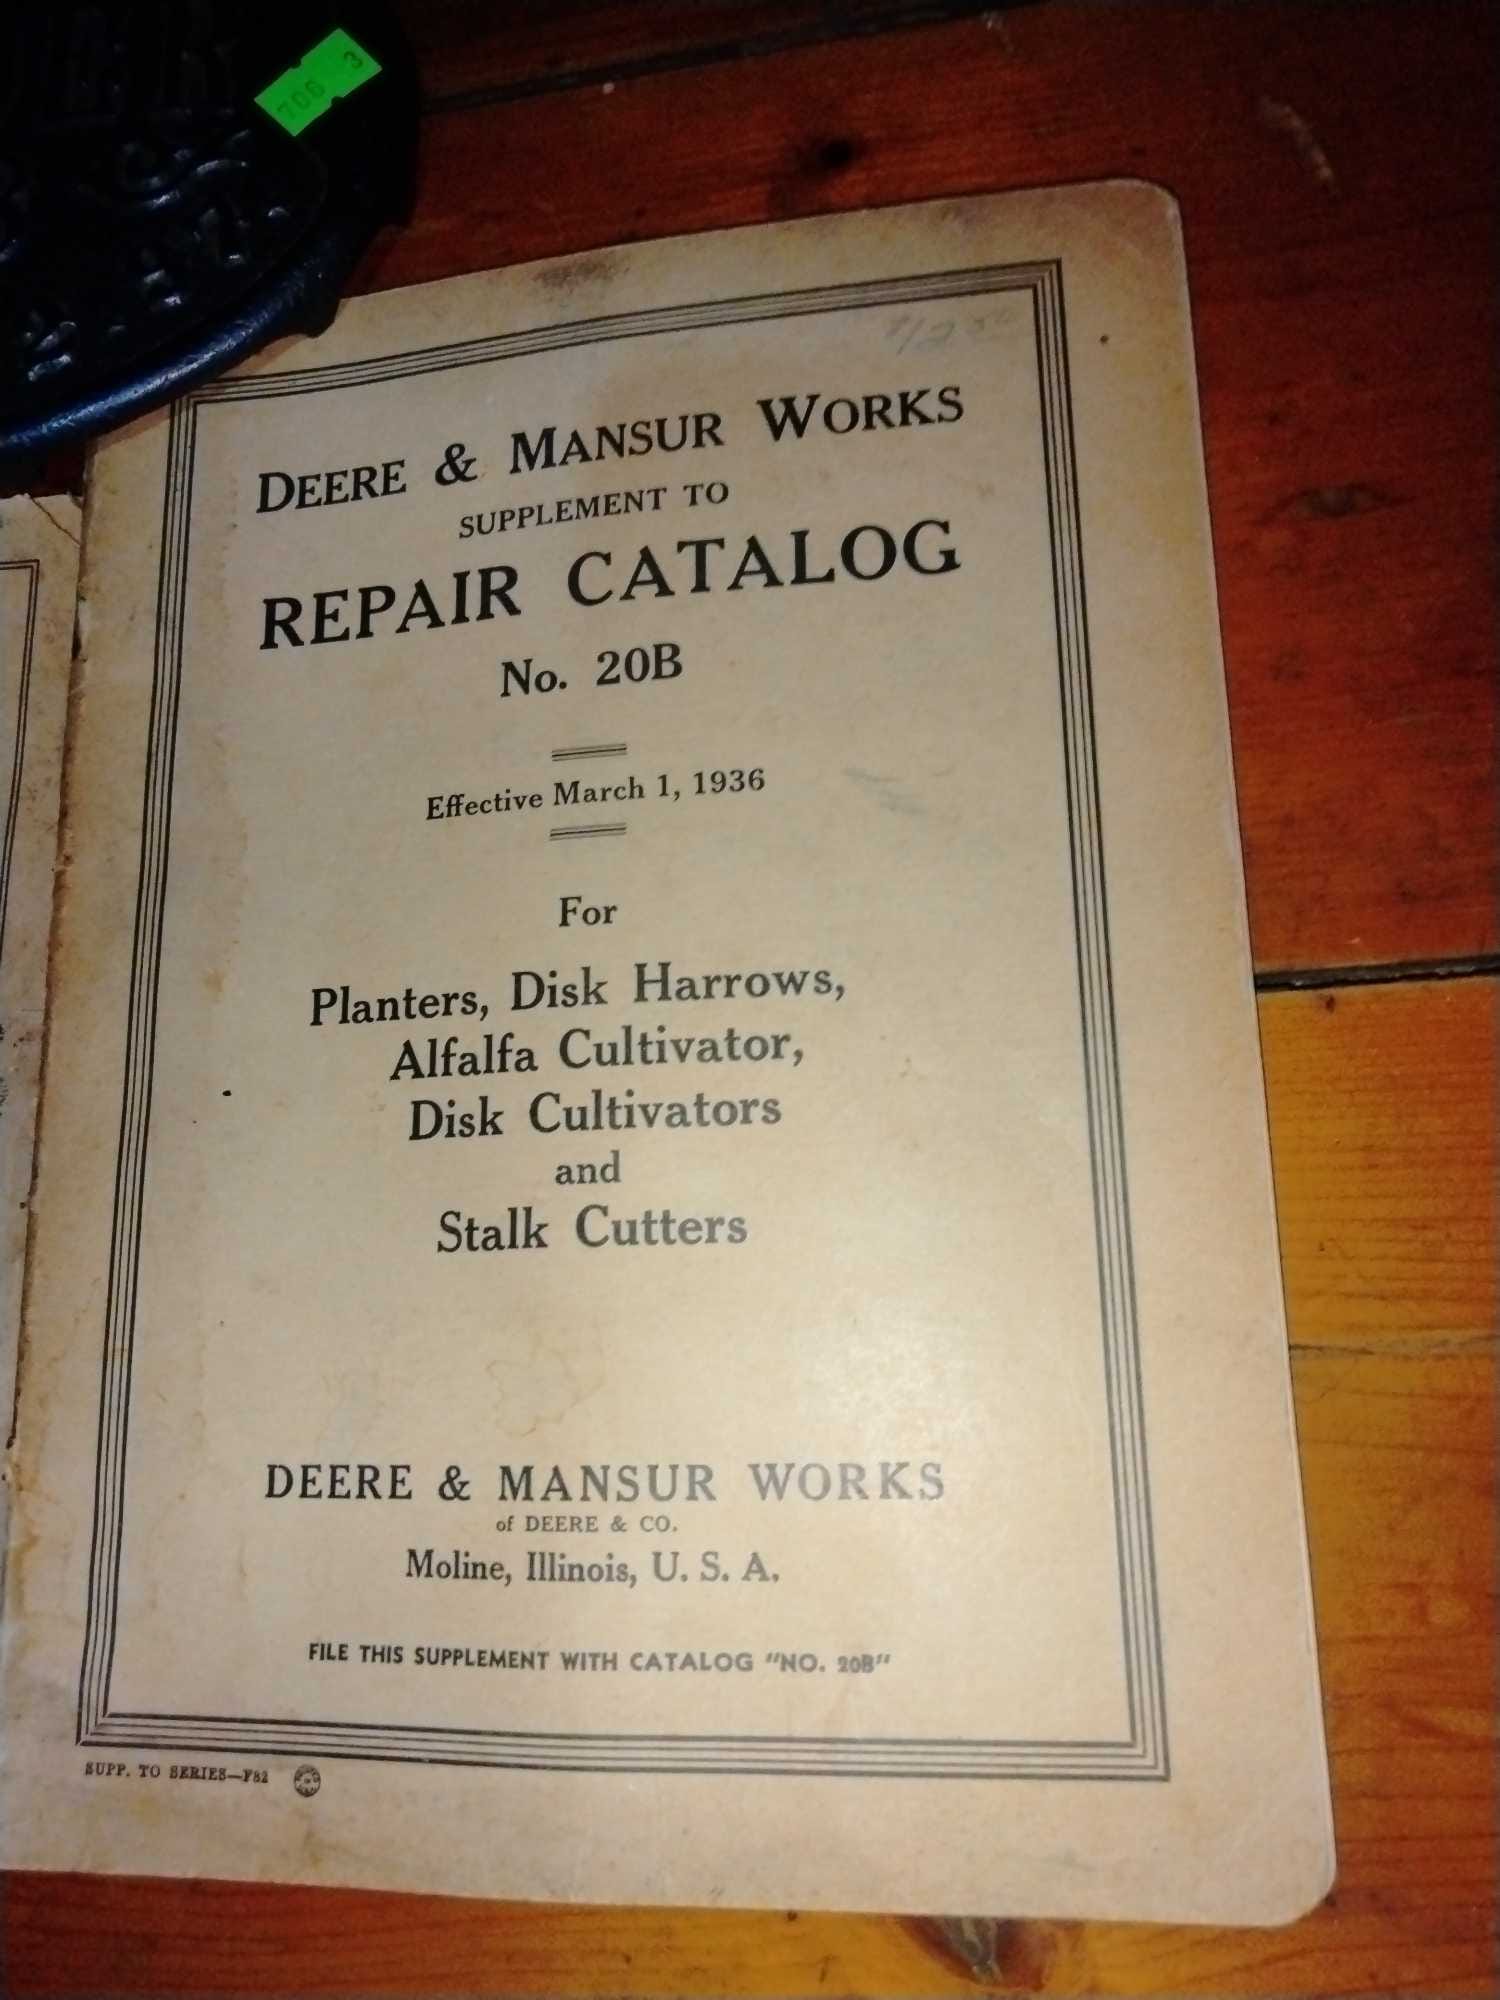 706 3
DEERE & MANSUR WORKS
SUPPLEMENT TO
REPAIR CATALOG
No. 20B
Effective March 1, 1936
For
Planters, Disk Harrows,
Alfalfa Cultivator,
Disk Cultivators
and
Stalk Cutters
DEERE & MANSUR WORKS
of DEERE & CO.
Moline, Illinois, U. S. A.
FILE THIS SUPPLEMENT WITH CATALOG "NO. 20B"
SUPP. TO SERIES—F82